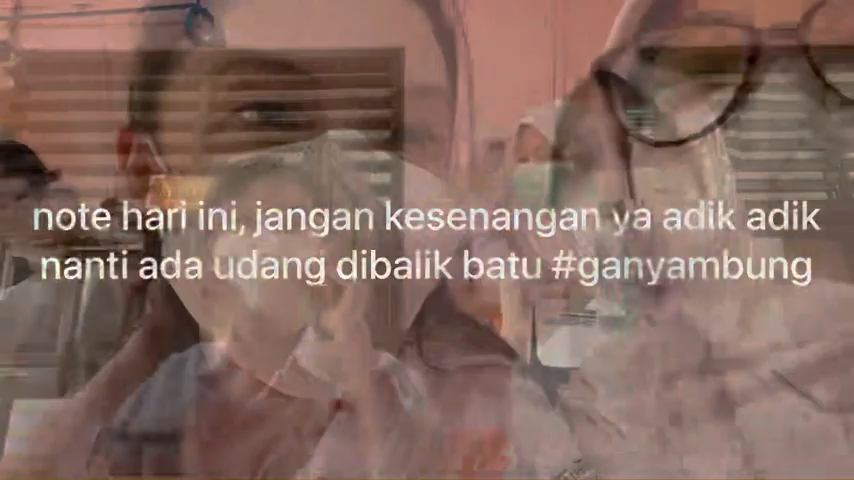 note hari ini, jangan kesenangan ya adik adik
nanti ada udang dibalik batu #ganyambung